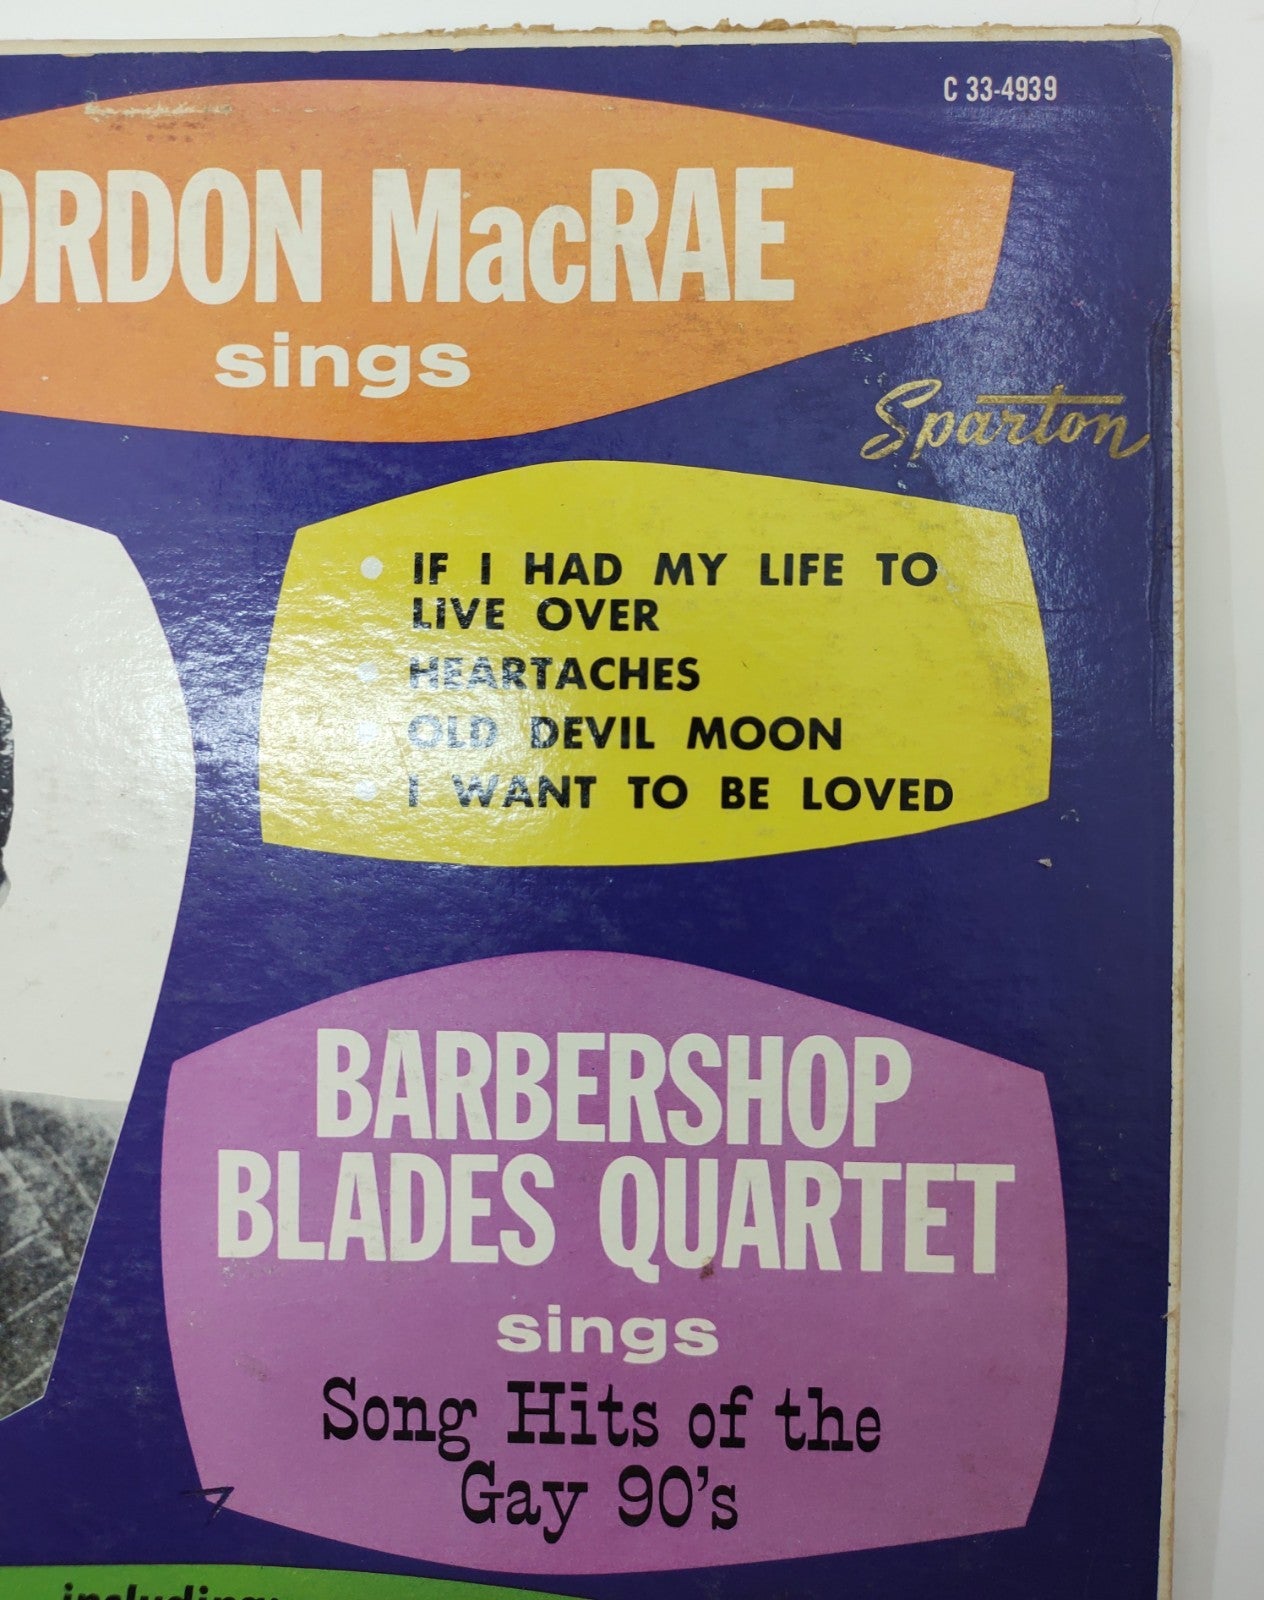 C 33-4939
ORDON MacRAE
sings
Sparton
IF I HAD MY LIFE TO
LIVE OVER
HEARTACHES
OLD DEVIL MOON
I WANT TO BE LOVED
BARBERSHOP
BLADES QUARTET
sings
Song Hits of the
Gay 90's
including: